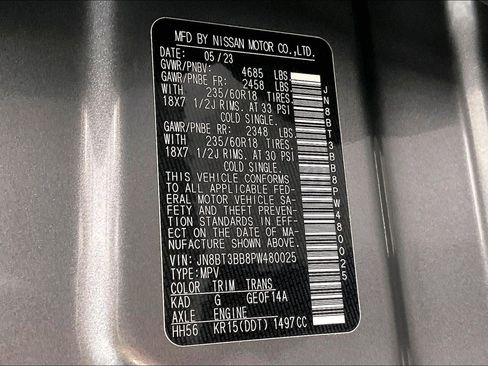 MFD BY NISSAN MOTOR CO.,LTD.
DATE: 05/23
GVWR/PNBV: 4685 LBS
GAWR/PNBE FR: 2458 LBS
WITH 235/60R18 TIRES.
18X7 1/2J RIMS. AT 33 PSI
COLD SINGLE.
GAWR/PNBE RR: 2348 LBS
WITH 235/60R18 TIRES.
18X7 1/2J RIMS. AT 30 PSI
COLD SINGLE.
THIS VEHICLE CONFORMS
TO ALL APPLICABLE FED-
ERAL MOTOR VEHICLE SA-
FETY AND THEFT PREVEN-
TION STANDARDS IN EFF-
ECT ON THE DATE OF MA-
NUFACTURE SHOWN ABOVE.
VIN: JN8BT3BB8PW480025
TYPE:MPV
COLOR TRIM TRANS
KAD G GEOF14A
AXLE ENGINE
HH56 KR15(DDT) 1497CC
JN8BT3BB8PW480025